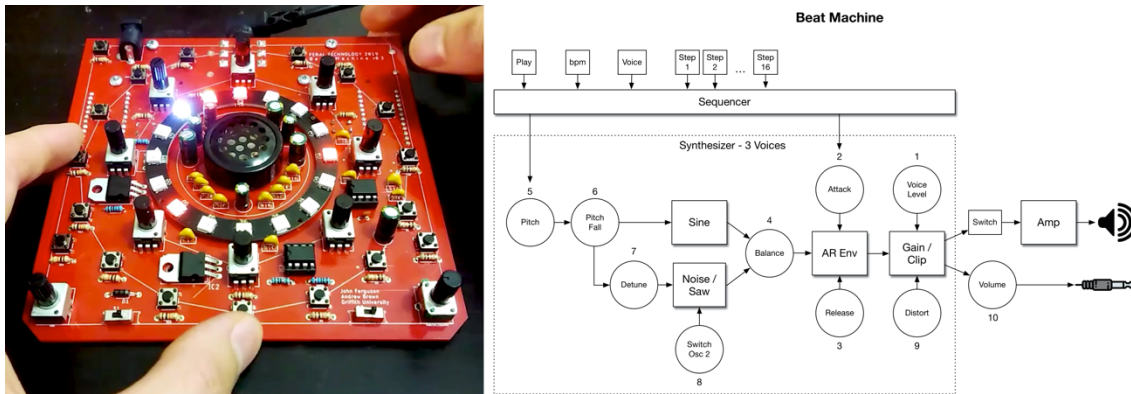 John Ferguson
Andrew Brown
Griffith University
IC2
Beat Machine
Play
bpm
Voice
Step
1
Step
2
...
Step
16
Sequencer
Synthesizer - 3 Voices
2
1
Attack
Voice
Level
5
6
Pitch
Pitch
Fall
Sine
4
Balance
AR Env
Gain /
Clip
Switch
Amp
7
Detune
Noise /
Saw
Volume
10
Release
3
Distort
9
Switch
Osc 2
8